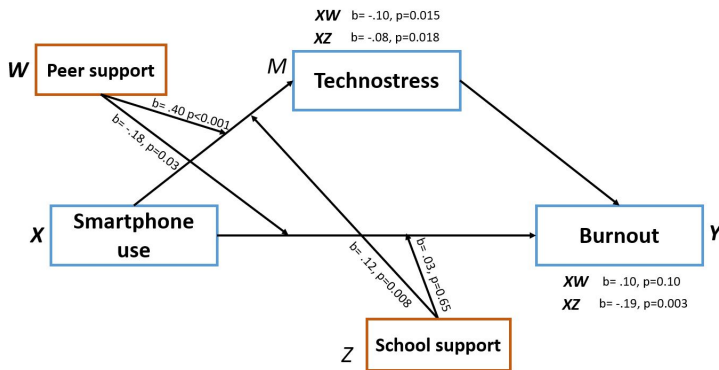 XW b= -.10, p=0.015
XZ b= -.08, p=0.018
W Peer support
M Technostress
b= .40 p<0.001
b= -.18, p=0.03
X Smartphone
use
Burnout Y
b= .12, p=0.008
b= .03, p=0.65
XW b= .10, p=0.10
XZ b= -.19, p=0.003
Z School support